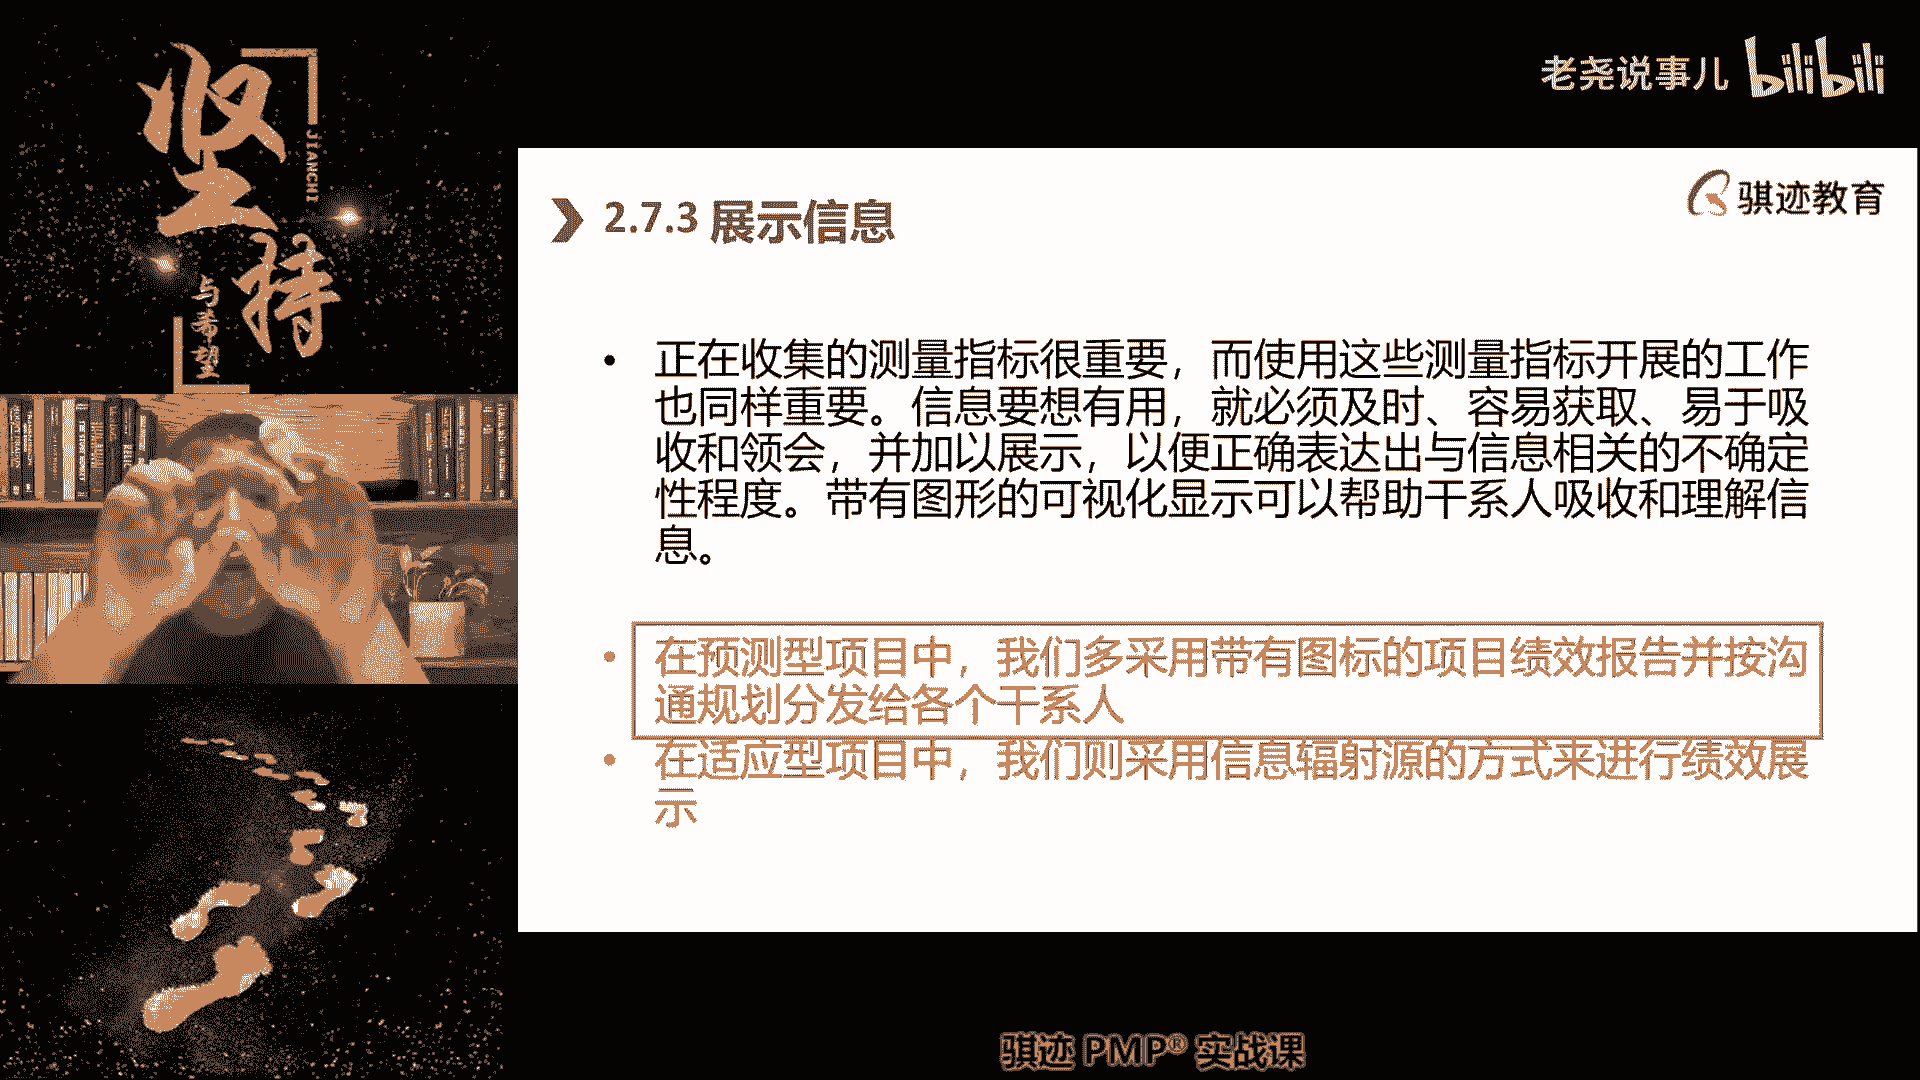 坚持
JIANCHI
与希望
老尧说事儿 bilibili
骐迹教育
2.7.3 展示信息
• 正在收集的测量指标很重要，而使用这些测量指标开展的工作
也同样重要。信息要想有用，就必须及时、容易获取、易于吸
收和领会，并加以展示，以便正确表达出与信息相关的不确定
性程度。带有图形的可视化显示可以帮助干系人吸收和理解信
息。
• 在预测型项目中，我们多采用带有图标的项目绩效报告并按沟
通规划分发给各个干系人
• 在适应型项目中，我们则采用信息辐射源的方式来进行绩效展
示
骐迹 PMP® 实战课